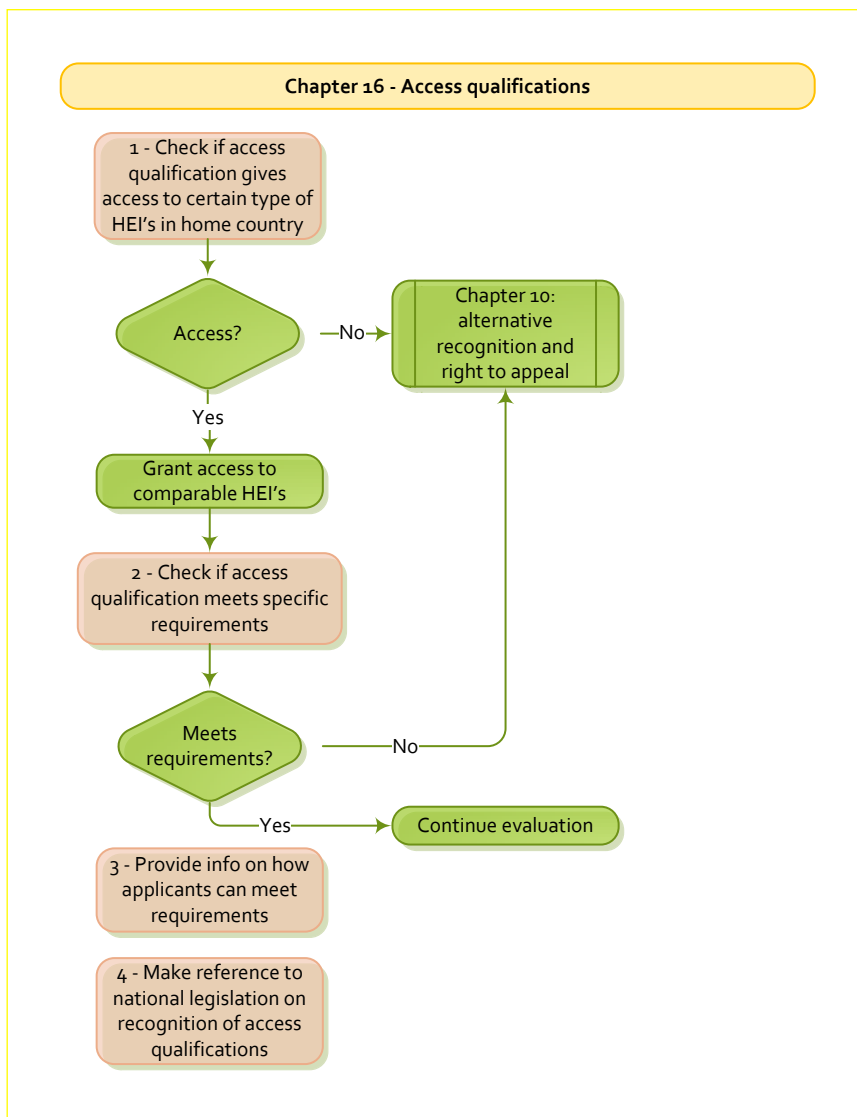 Chapter 16 - Access qualifications
1 - Check if access
qualification gives
access to certain type of
HEI's in home country
Access?
No
Chapter 10:
alternative
recognition and
right to appeal
Yes
Grant access to
comparable HEI's
2 - Check if access
qualification meets specific
requirements
Meets
requirements?
No
Yes
Continue evaluation
3 - Provide info on how
applicants can meet
requirements
4 - Make reference to
national legislation on
recognition of access
qualifications